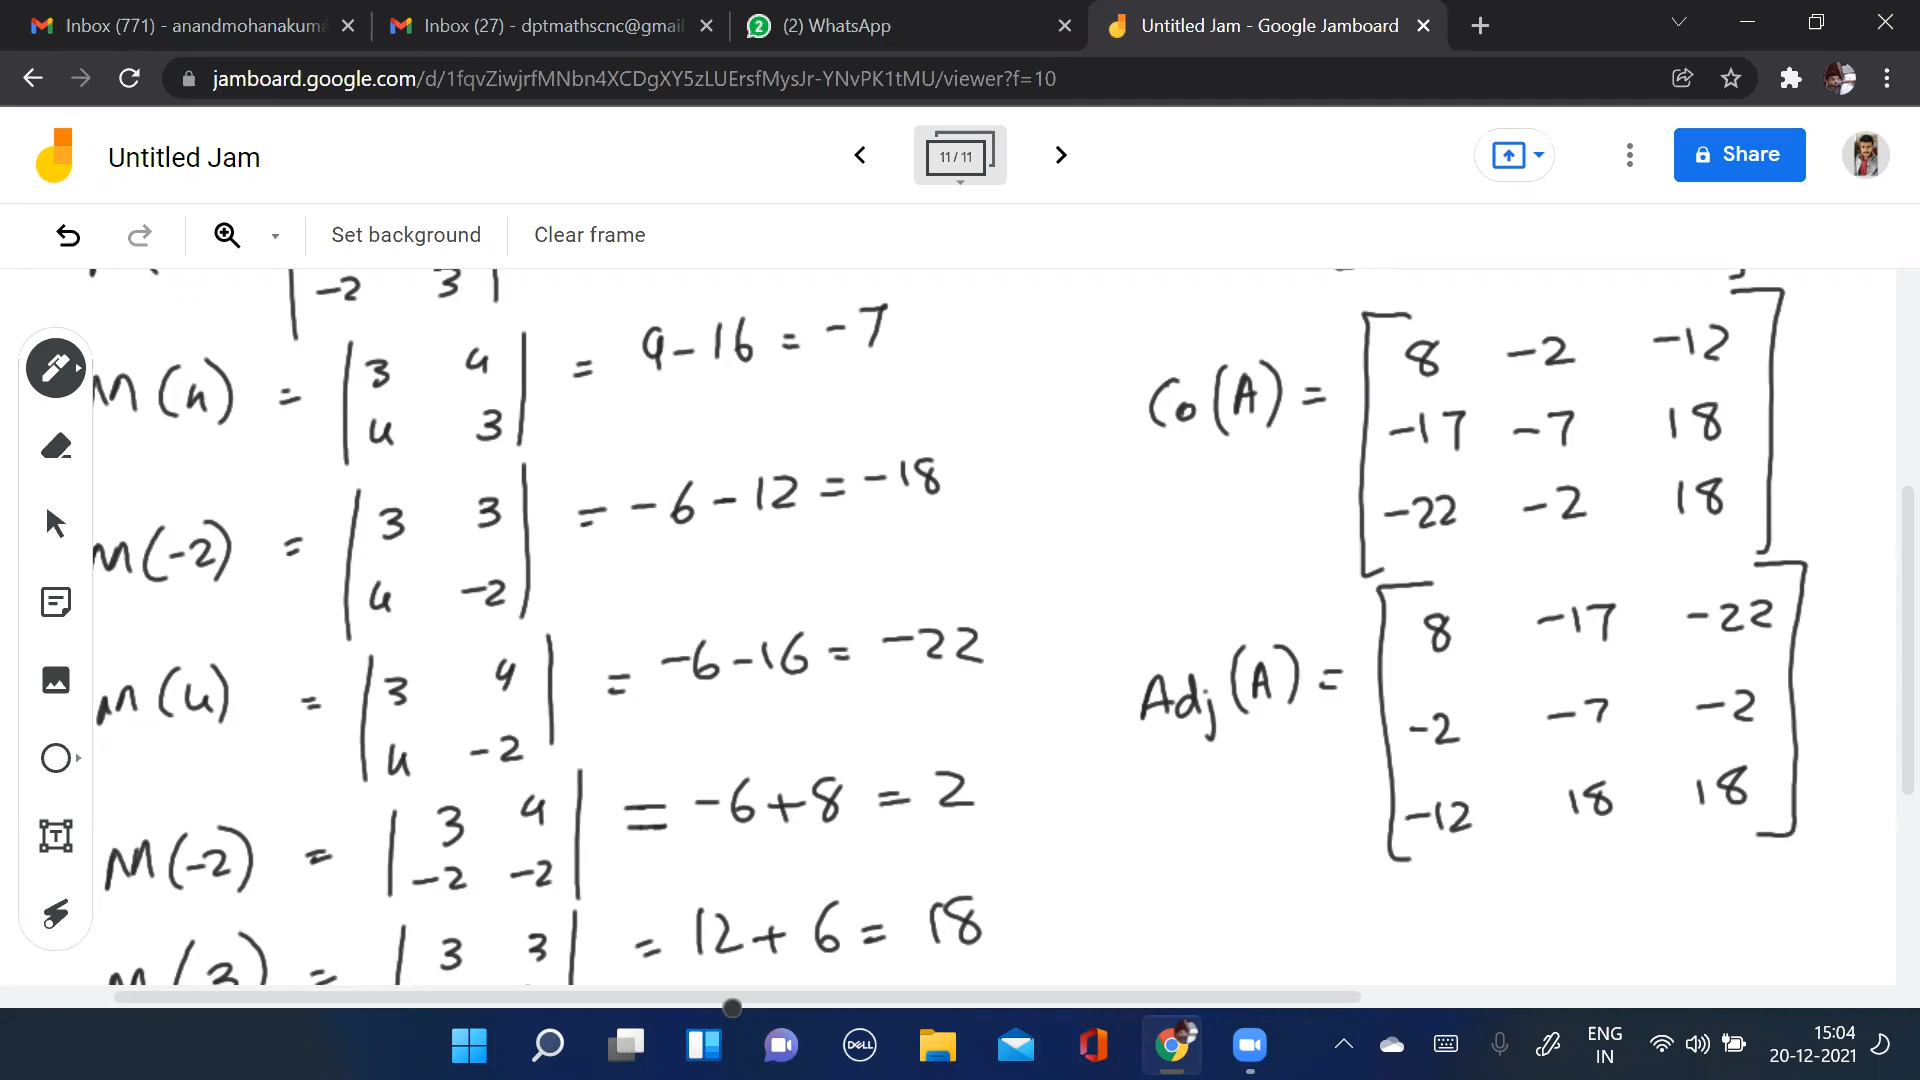 Inbox (771) - anandmohanakum
Inbox (27) - dptmathscnc@gmail
2
(2) WhatsApp
Untitled Jam - Google Jamboard
jamboard.google.com/d/1fqvZiwjrfMNbn4XCDgXY5zLUErsfMysJr-YNvPK1tMU/viewer?f=10
Untitled Jam
11/11
Share
Set background
Clear frame
| -2 3 |
M(4) = | 3 4 | = 9 - 16 = -7
| 4 3 |
M(-2) = | 3 3 | = -6 - 12 = -18
| 4 -2 |
M(4) = | 3 4 | = -6 - 16 = -22
| 4 -2 |
M(-2) = | 3 4 | = -6 + 8 = 2
| -2 -2 |
M(3) = | 3 3 | = 12 + 6 = 18
Co(A) = [ 8 -2 -12
-17 -7 18
-22 -2 18 ]
Adj(A) = [ 8 -17 -22
-2 -7 -2
-12 18 18 ]
DELL
ENG
IN
15:04
20-12-2021